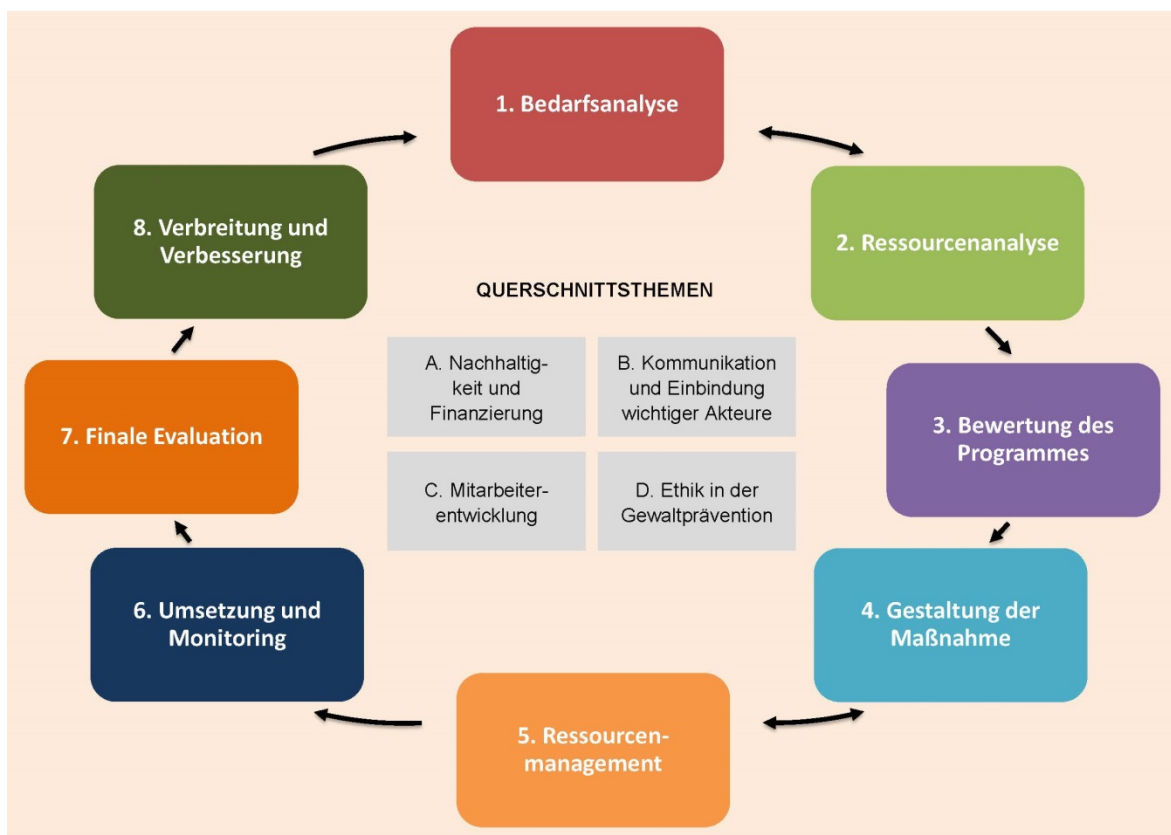 1. Bedarfsanalyse
2. Ressourcenanalyse
3. Bewertung des
Programmes
4. Gestaltung der
Maßnahme
5. Ressourcen-
management
6. Umsetzung und
Monitoring
7. Finale Evaluation
8. Verbreitung und
Verbesserung
QUERSCHNITTSTHEMEN
A. Nachhaltig-
keit und
Finanzierung
B. Kommunikation
und Einbindung
wichtiger Akteure
C. Mitarbeiter-
entwicklung
D. Ethik in der
Gewaltprävention